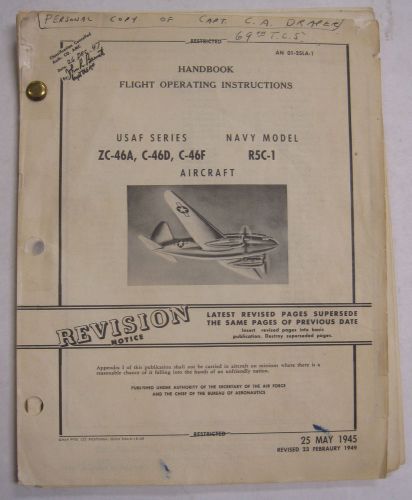 [PERSONAL COPY OF CAPT. C. A. DRAPER]
69th T.C.S.
RESTRICTED
AN 01-25LA-1
HANDBOOK
FLIGHT OPERATING INSTRUCTIONS
USAF SERIES NAVY MODEL
ZC-46A, C-46D, C-46F R5C-1
AIRCRAFT
REVISION
NOTICE
LATEST REVISED PAGES SUPERSEDE
THE SAME PAGES OF PREVIOUS DATE
Insert revised pages into basic
publication. Destroy superseded pages.
Appendix I of this publication shall not be carried in aircraft on missions where there is a
reasonable chance of it falling into the hands of an unfriendly nation.
PUBLISHED UNDER AUTHORITY OF THE SECRETARY OF THE AIR FORCE
AND THE CHIEF OF THE BUREAU OF AERONAUTICS
RESTRICTED
25 MAY 1945
REVISED 23 FEBRAURY 1949